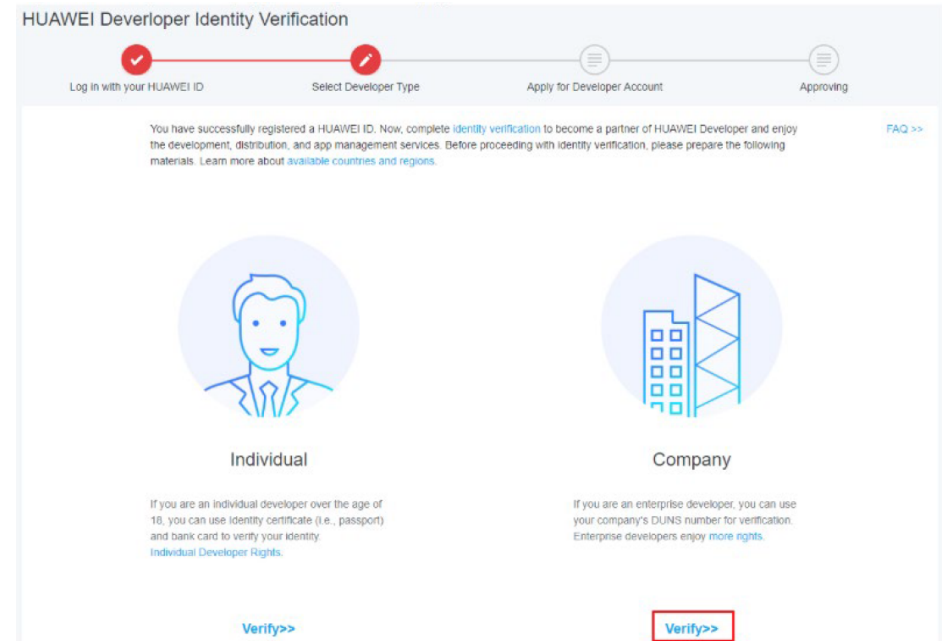 HUAWEI Deverloper Identity Verification
Log in with your HUAWEI ID
Select Developer Type
Apply for Developer Account
Approving
You have successfully registered a HUAWEI ID. Now, complete identity verification to become a partner of HUAWEI Developer and enjoy
the development, distribution, and app management services. Before proceeding with identity verification, please prepare the following
materials. Learn more about available countries and regions.
FAQ >>
Individual
If you are an individual developer over the age of
18, you can use identity certificate (i.e., passport)
and bank card to verify your identity.
Individual Developer Rights.
Verify>>
Company
If you are an enterprise developer, you can use
your company's DUNS number for verification.
Enterprise developers enjoy more rights.
Verify>>